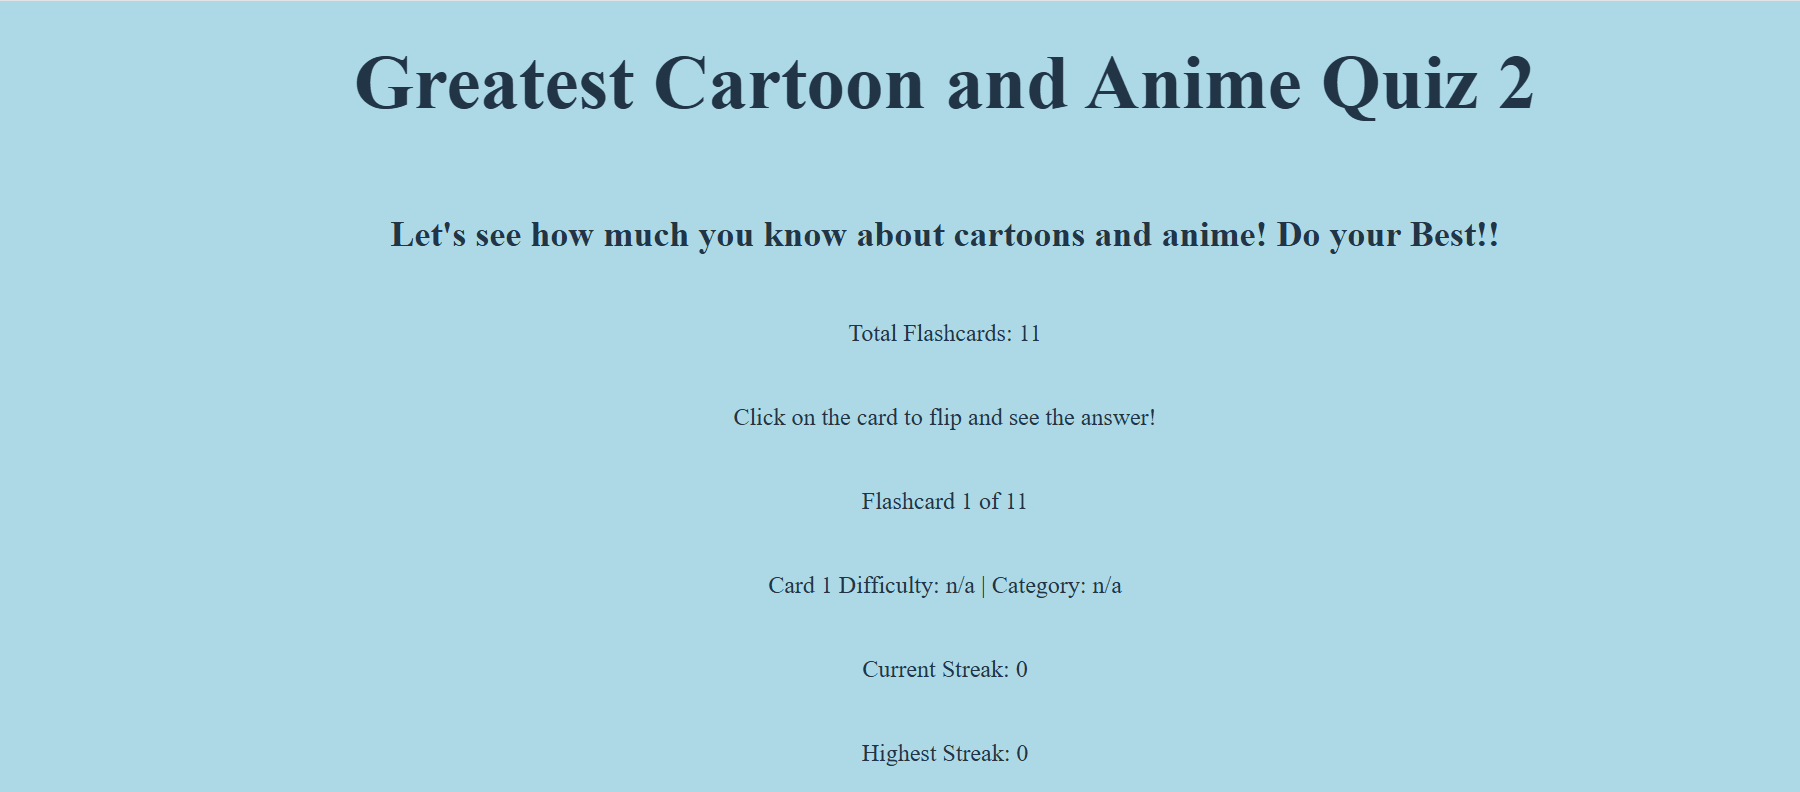 Greatest Cartoon and Anime Quiz 2
Let's see how much you know about cartoons and anime! Do your Best!!
Total Flashcards: 11
Click on the card to flip and see the answer!
Flashcard 1 of 11
Card 1 Difficulty: n/a | Category: n/a
Current Streak: 0
Highest Streak: 0